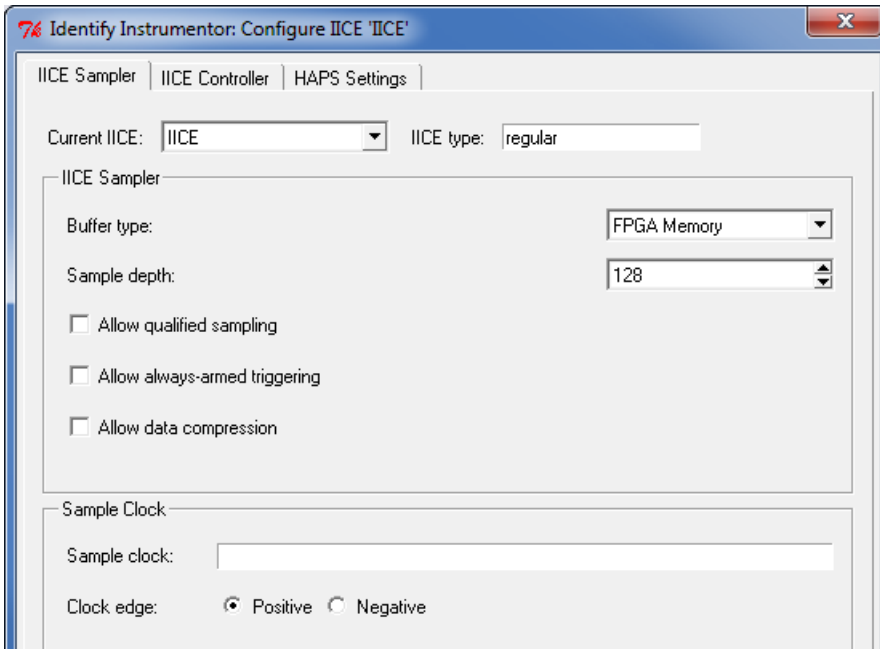 Identify Instrumentor: Configure IICE 'IICE'
IICE Sampler IICE Controller HAPS Settings
Current IICE: IICE IICE type: regular
IICE Sampler
Buffer type: FPGA Memory
Sample depth: 128
Allow qualified sampling
Allow always-armed triggering
Allow data compression
Sample Clock
Sample clock:
Clock edge: Positive Negative